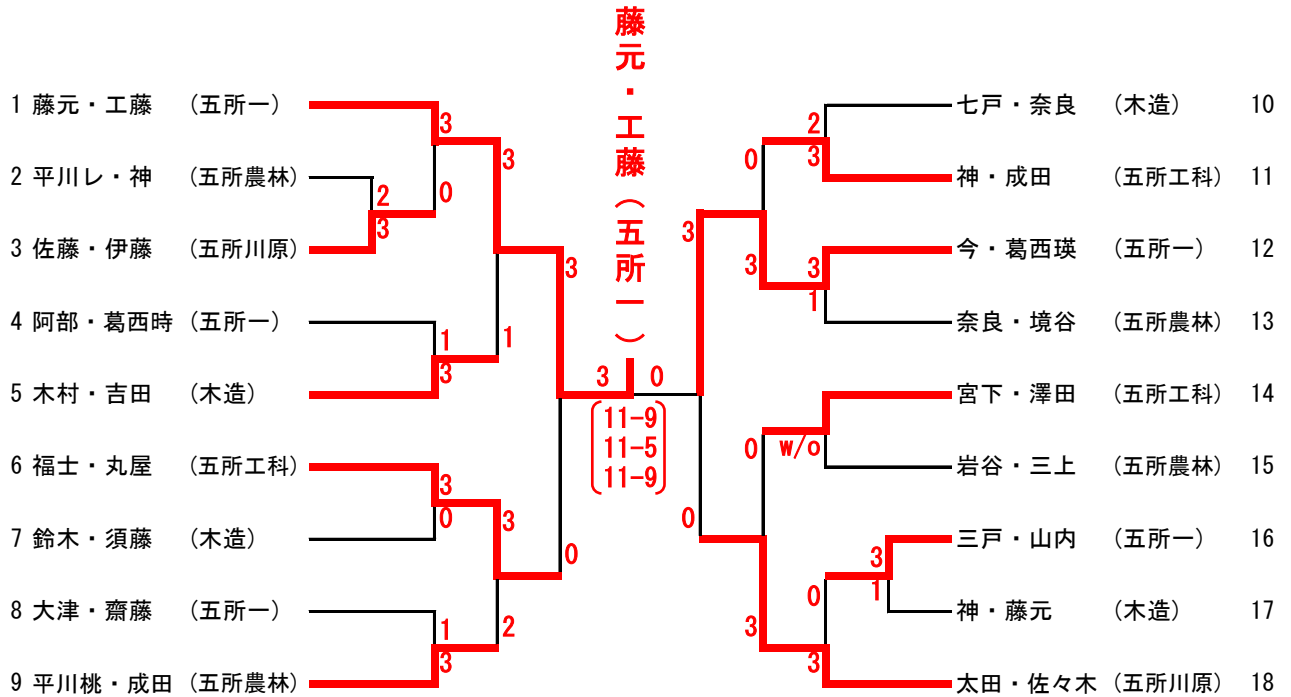 藤元・工藤(五所一)
1 藤元・工藤 (五所一)
2 平川レ・神 (五所農林)
3 佐藤・伊藤 (五所川原)
4 阿部・葛西時 (五所一)
5 木村・吉田 (木造)
6 福士・丸屋 (五所工科)
7 鈴木・須藤 (木造)
8 大津・齋藤 (五所一)
9 平川桃・成田 (五所農林)
3
2
3
0
3
1
3
1
3
3
0
3
1
3
2
0
3 0
11-9
11-5
11-9
七戸・奈良 (木造) 10
神・成田 (五所工科) 11
今・葛西瑛 (五所一) 12
奈良・境谷 (五所農林) 13
宮下・澤田 (五所工科) 14
岩谷・三上 (五所農林) 15
三戸・山内 (五所一) 16
神・藤元 (木造) 17
太田・佐々木 (五所川原) 18
2
3
0
3
3
3
1
0
w/o
0
3
1
0
3
3